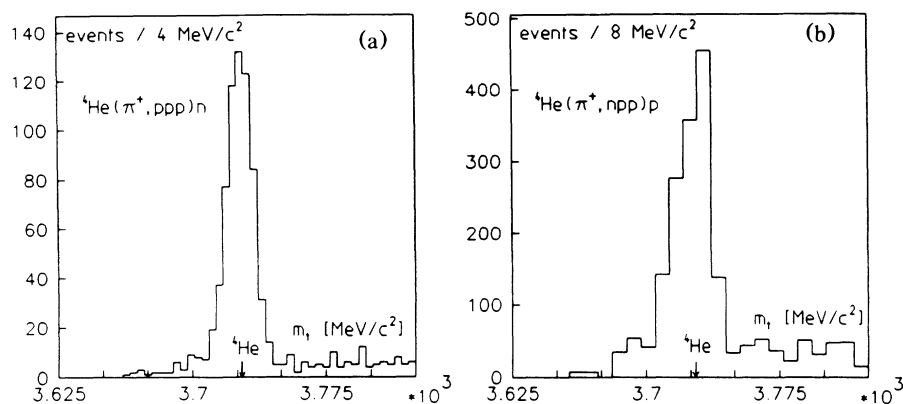 events / 4 MeV/c²
(a)
⁴He(π⁺,ppp)n
140
120
100
80
60
40
20
0
⁴He
m_t [MeV/c²]
3.625
3.7
3.775
*10³
events / 8 MeV/c²
(b)
⁴He(π⁺,npp)p
500
400
300
200
100
0
⁴He
m_t [MeV/c²]
3.625
3.7
3.775
*10³